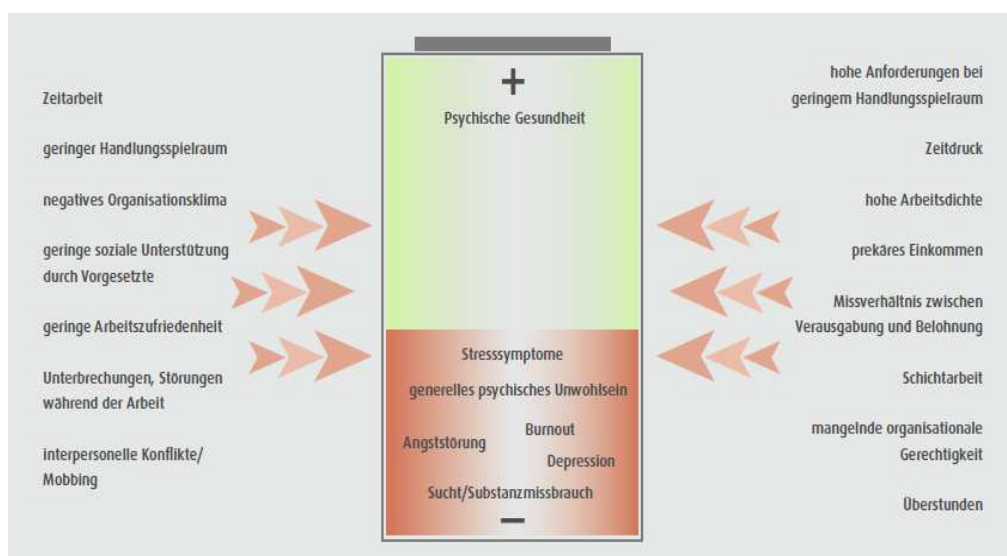 Zeitarbeit
geringer Handlungsspielraum
negatives Organisationsklima
geringe soziale Unterstützung
durch Vorgesetzte
geringe Arbeitszufriedenheit
Unterbrechungen, Störungen
während der Arbeit
interpersonelle Konflikte/
Mobbing
+
Psychische Gesundheit
Stresssymptome
generelles psychisches Unwohlsein
Burnout
Angststörung
Depression
Sucht/Substanzmissbrauch
–
hohe Anforderungen bei
geringem Handlungsspielraum
Zeitdruck
hohe Arbeitsdichte
prekäres Einkommen
Missverhältnis zwischen
Verausgabung und Belohnung
Schichtarbeit
mangelnde organisationale
Gerechtigkeit
Überstunden